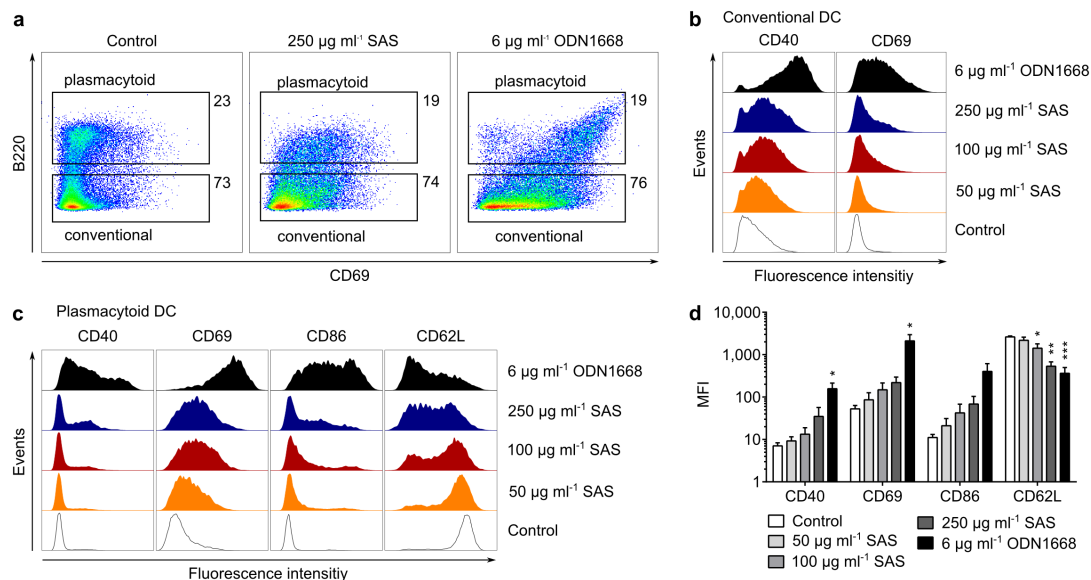 a
Control
250 µg ml⁻¹ SAS
6 µg ml⁻¹ ODN1668
plasmacytoid
23
73
conventional
plasmacytoid
19
74
conventional
plasmacytoid
19
76
conventional
B220
CD69
b Conventional DC
CD40 CD69
6 µg ml⁻¹ ODN1668
250 µg ml⁻¹ SAS
100 µg ml⁻¹ SAS
50 µg ml⁻¹ SAS
Control
Events
Fluorescence intensitiy
c Plasmacytoid DC
CD40 CD69 CD86 CD62L
6 µg ml⁻¹ ODN1668
250 µg ml⁻¹ SAS
100 µg ml⁻¹ SAS
50 µg ml⁻¹ SAS
Control
Events
Fluorescence intensitiy
d
10,000
1,000
100
10
1
MFI
*
*
*
**
***
CD40 CD69 CD86 CD62L
Control
50 µg ml⁻¹ SAS
100 µg ml⁻¹ SAS
250 µg ml⁻¹ SAS
6 µg ml⁻¹ ODN1668